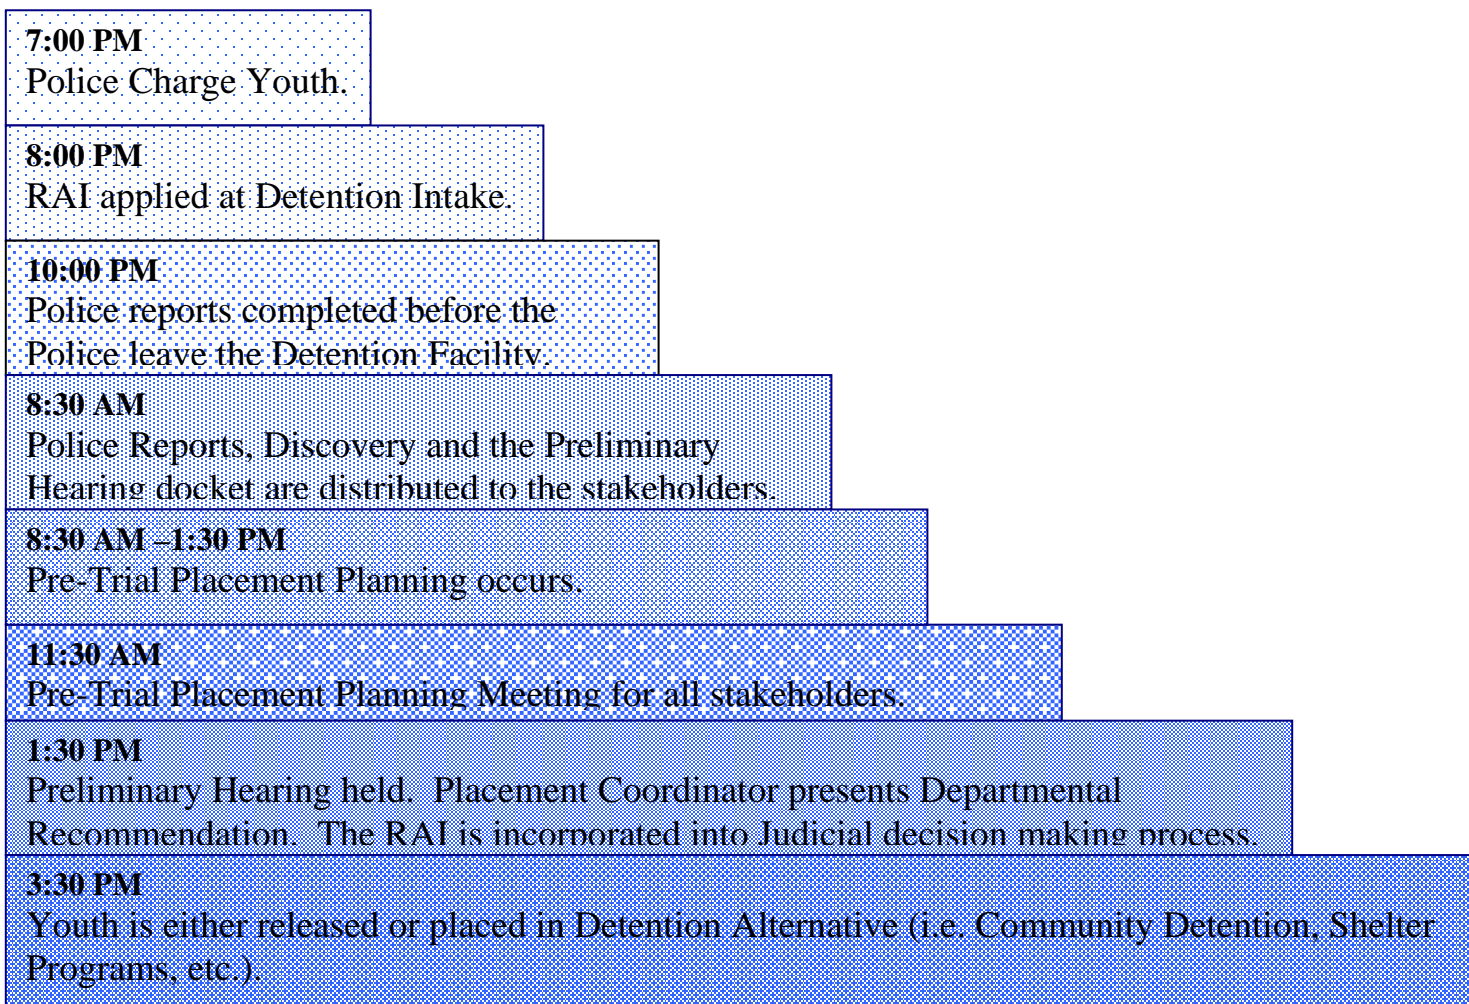 7:00 PM
Police Charge Youth.
8:00 PM
RAI applied at Detention Intake.
10:00 PM
Police reports completed before the
Police leave the Detention Facility.
8:30 AM
Police Reports, Discovery and the Preliminary
Hearing docket are distributed to the stakeholders.
8:30 AM –1:30 PM
Pre-Trial Placement Planning occurs.
11:30 AM
Pre-Trial Placement Planning Meeting for all stakeholders.
1:30 PM
Preliminary Hearing held.  Placement Coordinator presents Departmental
Recommendation.  The RAI is incorporated into Judicial decision making process.
3:30 PM
Youth is either released or placed in Detention Alternative (i.e. Community Detention, Shelter
Programs, etc.).